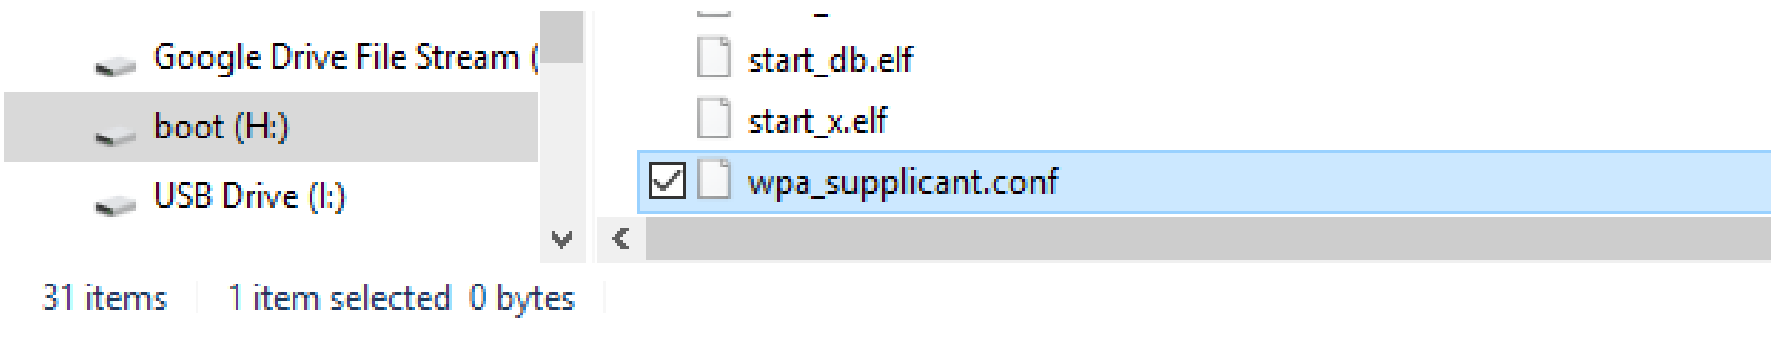 Google Drive File Stream (
boot (H:)
USB Drive (I:)
start_db.elf
start_x.elf
wpa_supplicant.conf
31 items
1 item selected 0 bytes